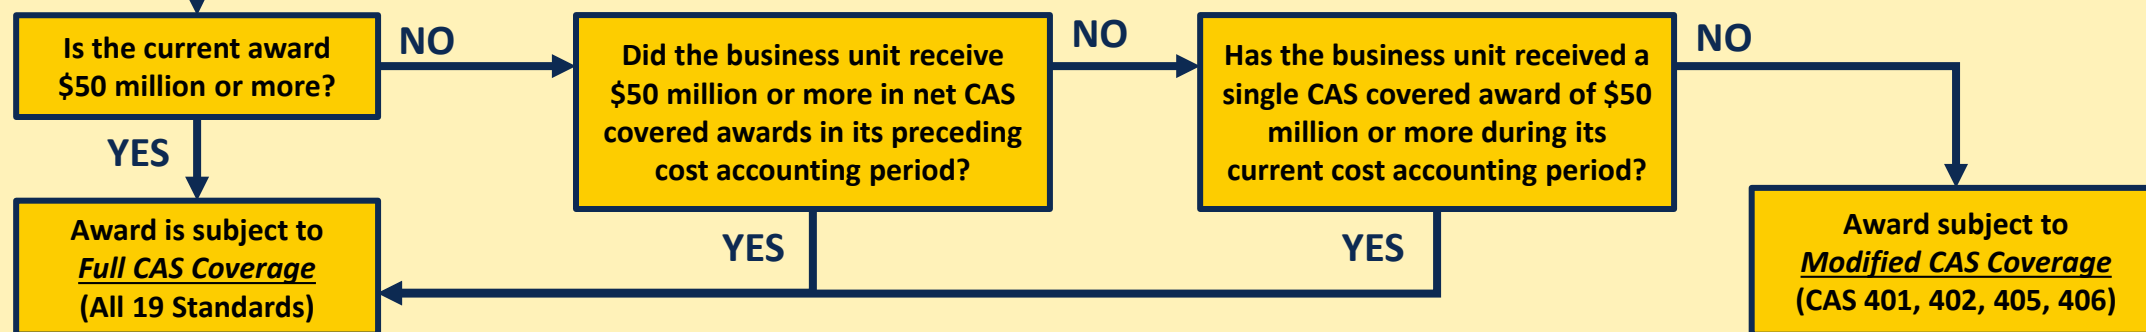 Is the current award
$50 million or more?
NO
Did the business unit receive
$50 million or more in net CAS
covered awards in its preceding
cost accounting period?
NO
Has the business unit received a
single CAS covered award of $50
million or more during its
current cost accounting period?
NO
YES
YES
YES
Award is subject to
Full CAS Coverage
(All 19 Standards)
Award subject to
Modified CAS Coverage
(CAS 401, 402, 405, 406)